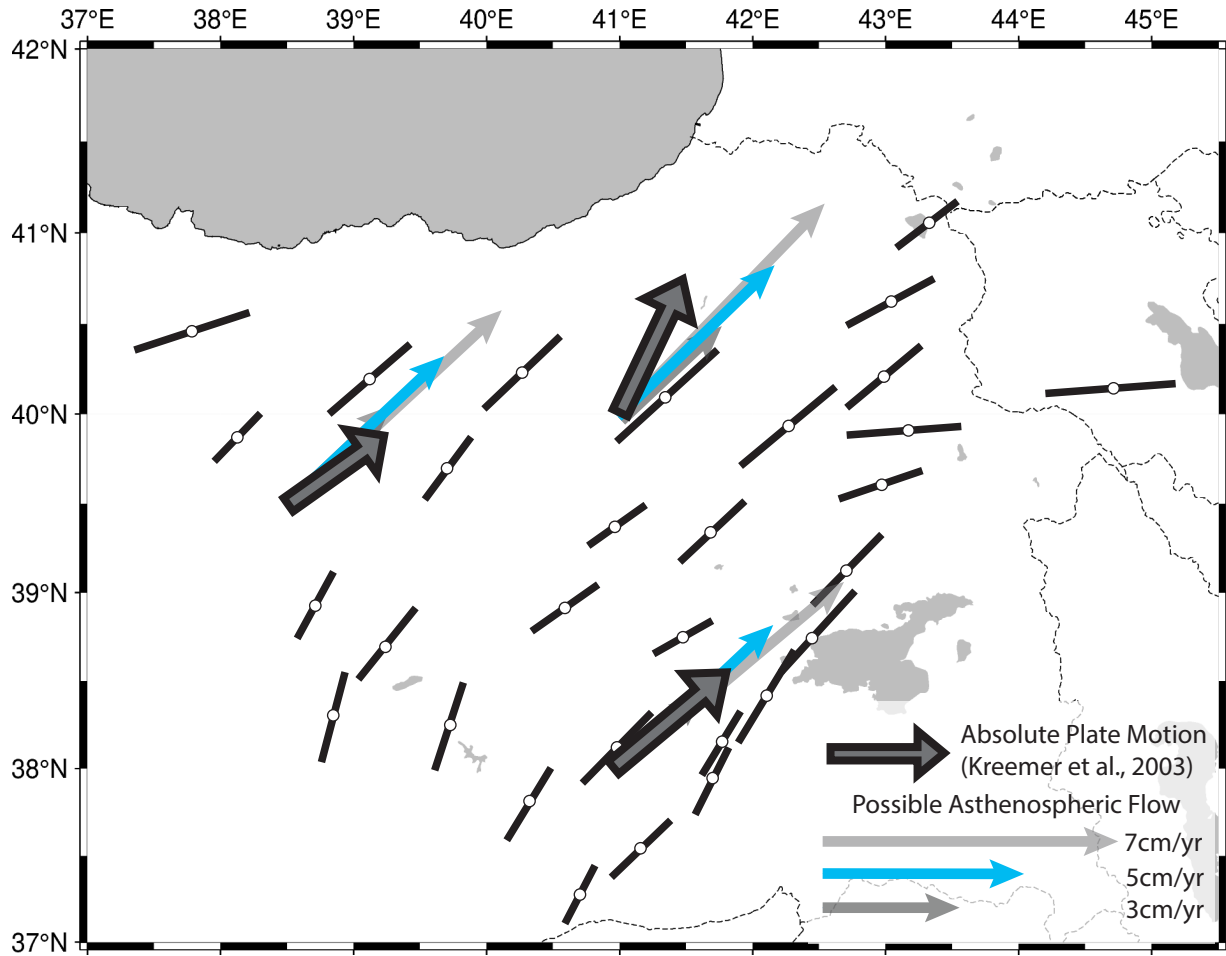 37°E 38°E 39°E 40°E 41°E 42°E 43°E 44°E 45°E
42°N
41°N
40°N
39°N
38°N
37°N
Absolute Plate Motion
(Kreemer et al., 2003)
Possible Asthenospheric Flow
7cm/yr
5cm/yr
3cm/yr